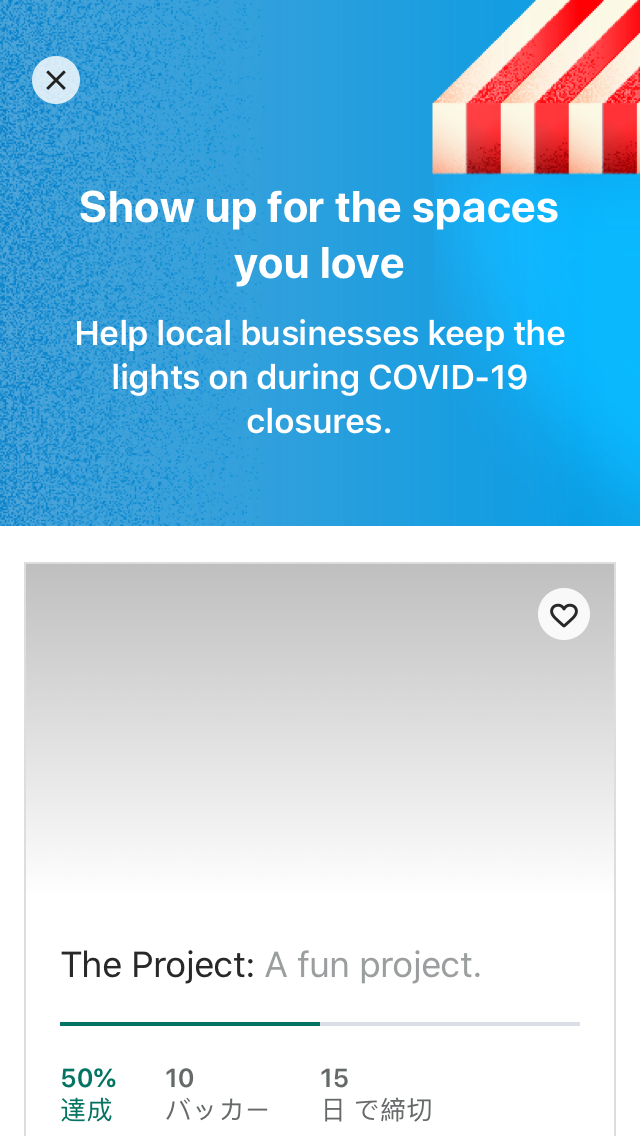 Show up for the spaces
you love
Help local businesses keep the
lights on during COVID-19
closures.
The Project: A fun project.
50% 10 15
達成 バッカー 日 で締切